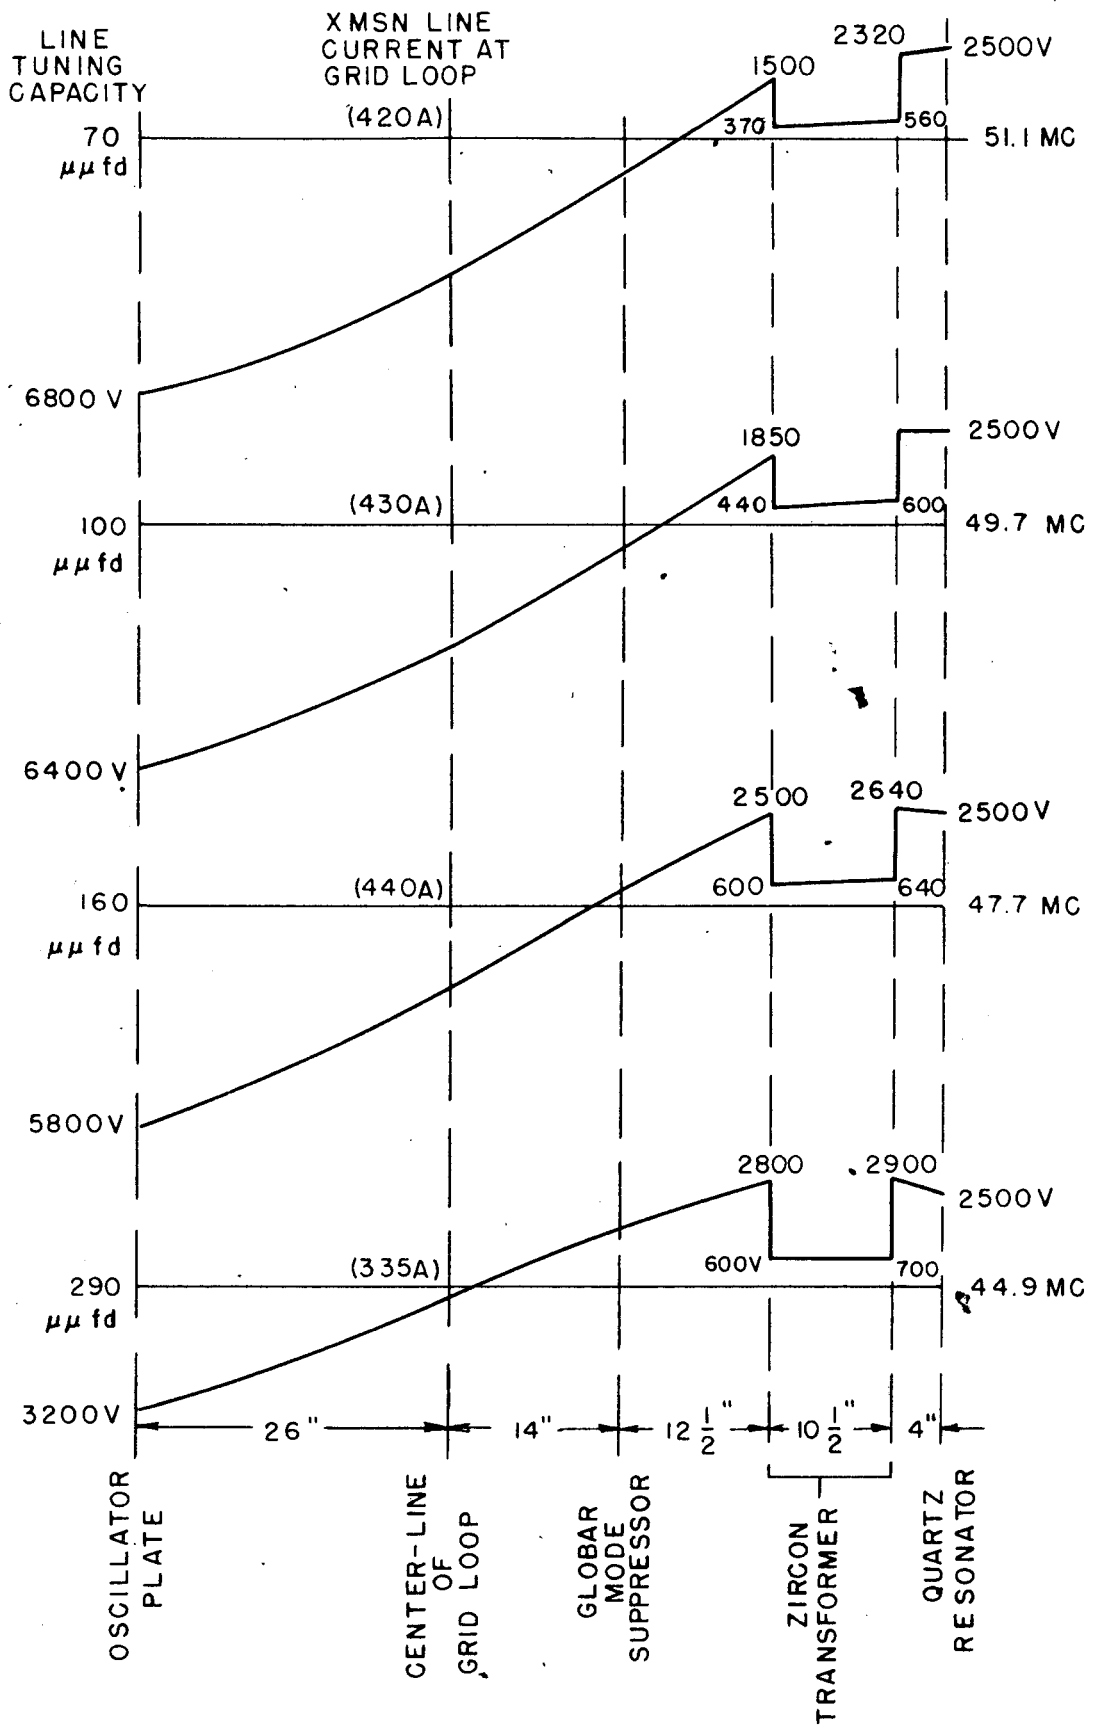 LINE
TUNING
CAPACITY
XMSN LINE
CURRENT AT
GRID LOOP
(420A)
70
μμfd
1500
2320
2500V
370
560
51.1 MC
6800 V
1850
2500V
(430A)
440
600
100
μμfd
49.7 MC
6400 V
2500
2640
2500V
(440A)
600
640
160
μμfd
47.7 MC
5800V
2800
2900
2500V
(335A)
600V
700
290
μμfd
44.9 MC
3200V
26"
14"
12 1/2"
10 1/2"
4"
OSCILLATOR
PLATE
CENTER-LINE
OF
GRID LOOP
GLOBAR
MODE
SUPPRESSOR
ZIRCON
TRANSFORMER
QUARTZ
RESONATOR